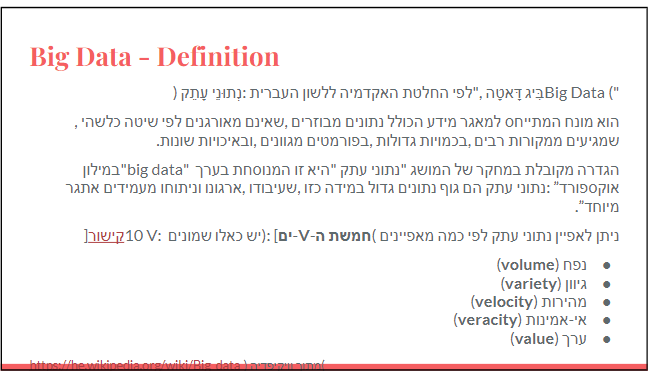 Big Data - Definition
"(Big Data בִּיג דָּאטָה", לפי החלטת האקדמיה ללשון העברית: נְתוּנֵי עָתֵק )
הוא מונח המתייחס למאגר מידע הכולל נתונים מבוזרים, שאינם מאורגנים לפי שיטה כלשהי,
שמגיעים ממקורות רבים, בכמויות גדולות, בפורמטים מגוונים, ובאיכויות שונות.
הגדרה מקובלת במחקר של המושג "נתוני עתק "היא זו המנוסחת בערך "big data" במילון
אוקספורד": נתוני עתק הם גוף נתונים גדול במידה כזו, שעיבודו, ארגונו וניתוחו מעמידים אתגר
מיוחד".
ניתן לאפיין נתוני עתק לפי כמה מאפיינים (חמשת ה-V-ים]: (יש כאלו שמונים 10 V: קישור]
● נפח (volume)
● גיוון (variety)
● מהירות (velocity)
● אי-אמינות (veracity)
● ערך (value)
(מתוך ויקיפדיה ) https://he.wikipedia.org/wiki/Big_data